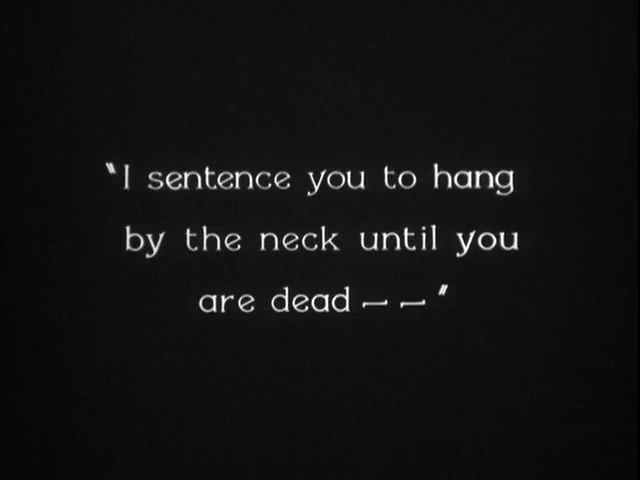 "I sentence you to hang
by the neck until you
are dead — — "